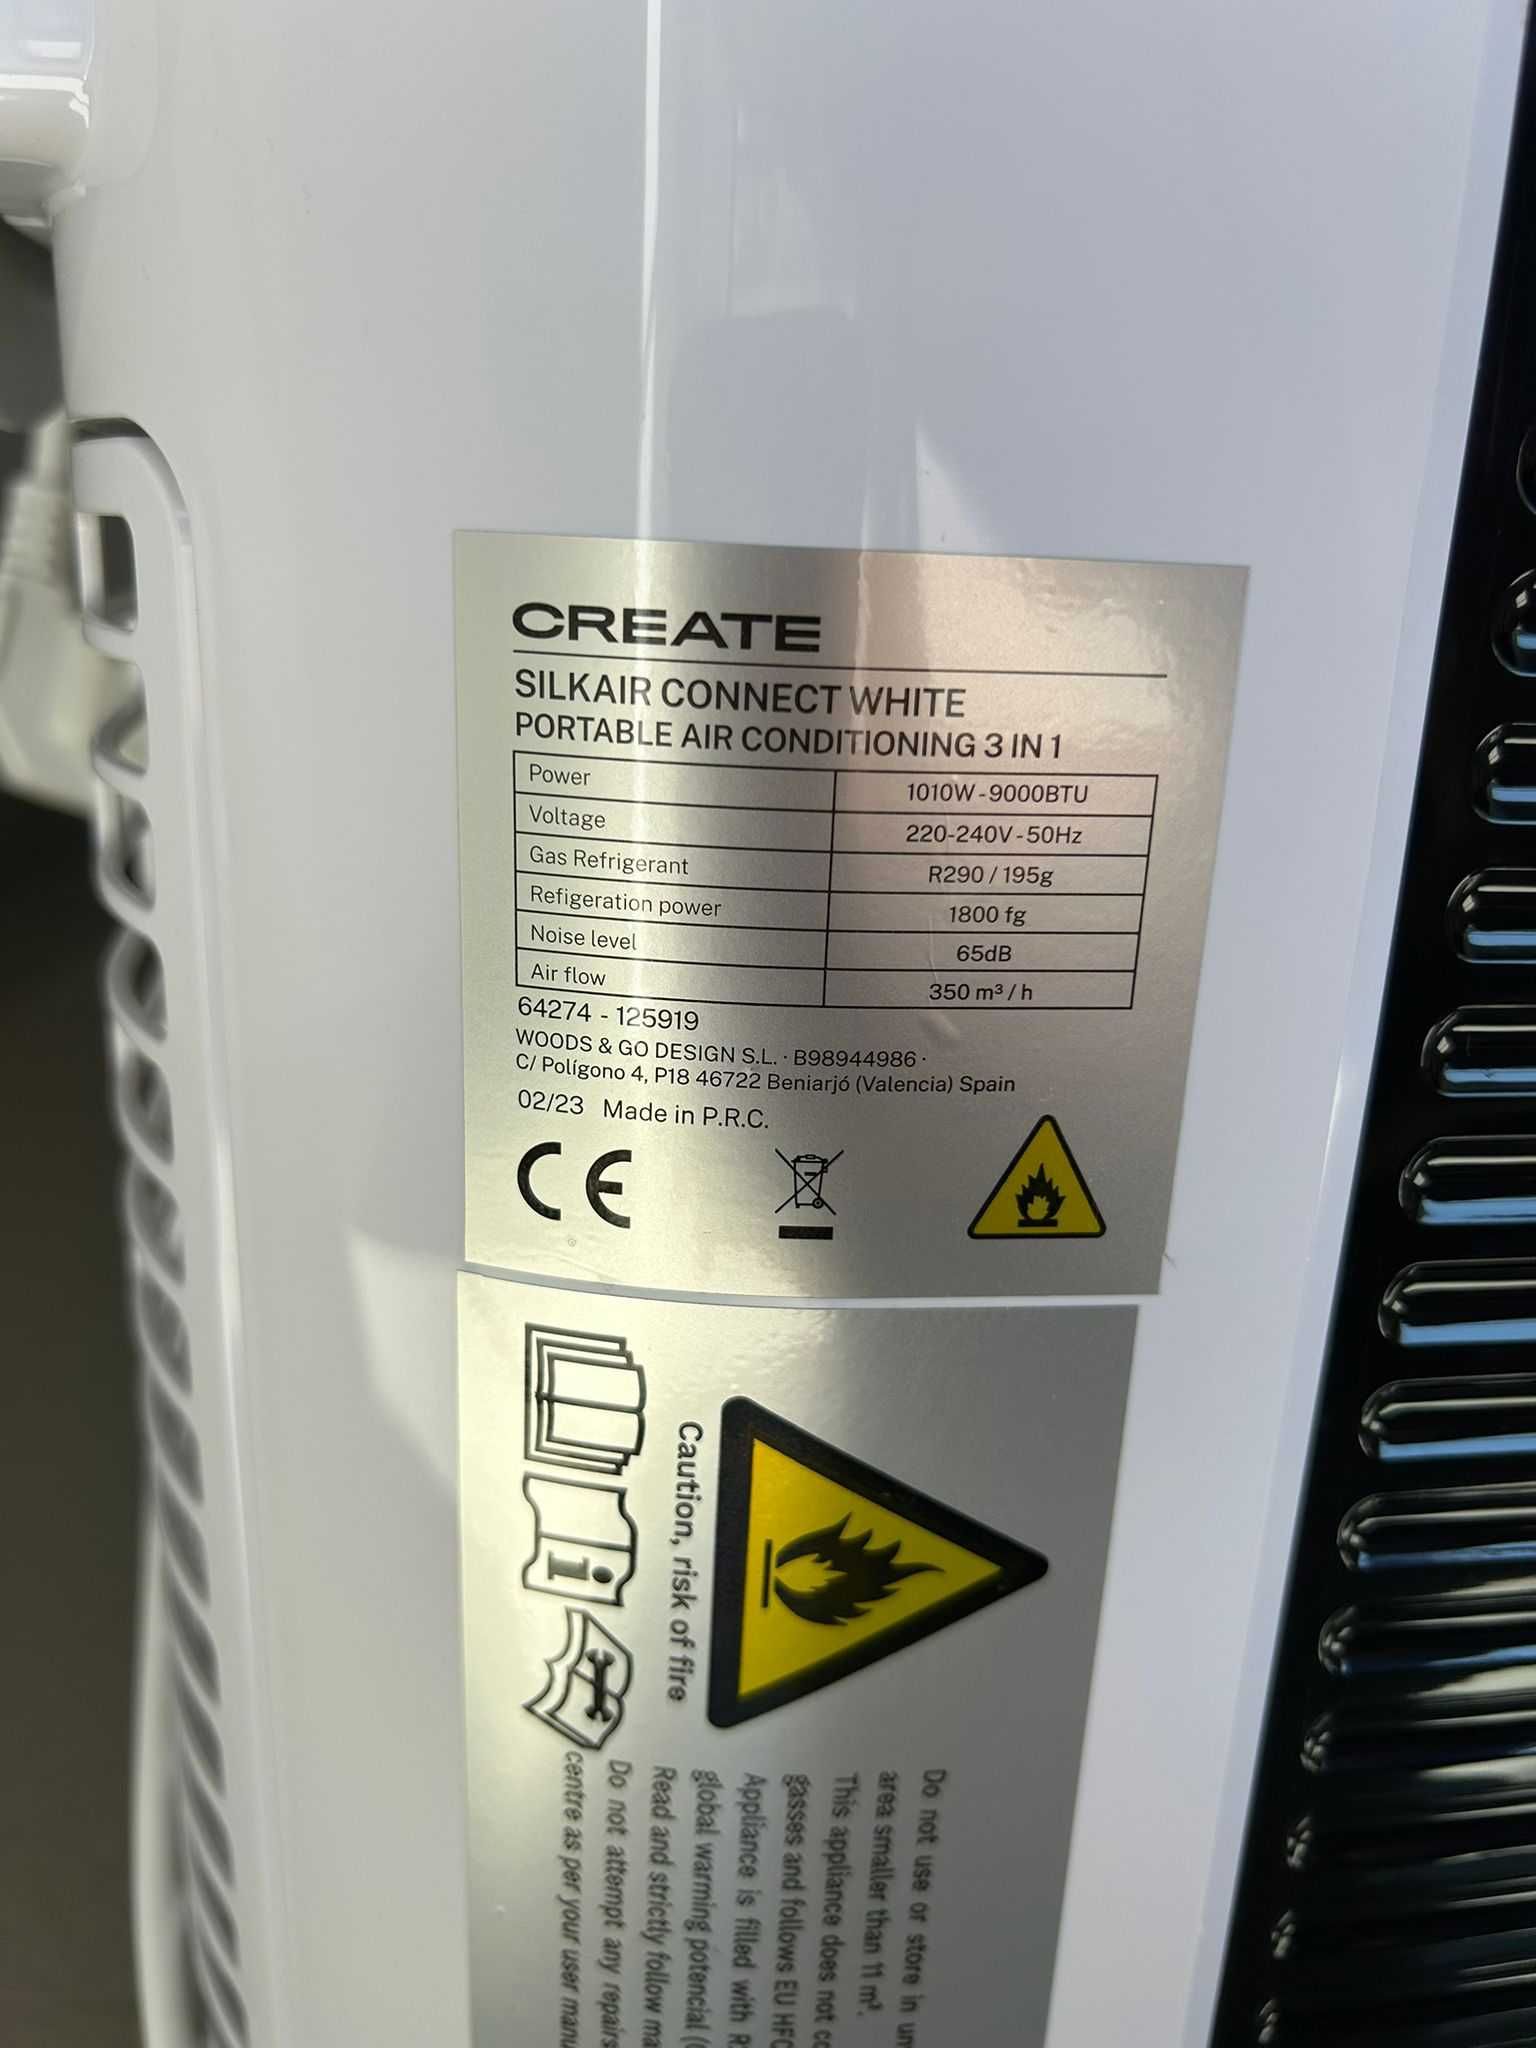 CREATE
SILKAIR CONNECT WHITE
PORTABLE AIR CONDITIONING 3 IN 1
Power 1010W - 9000BTU
Voltage 220-240V - 50Hz
Gas Refrigerant R290 / 195g
Refigeration power 1800 fg
Noise level 65dB
Air flow 350 m³ / h
64274 - 125919
WOODS & GO DESIGN S.L. · B98944986 ·
C/ Polígono 4, P18 46722 Beniarjó (Valencia) Spain
02/23 Made in P.R.C.
CE
Caution, risk of fire
Do not use or store in
area smaller than 11 m².
This appliance does not
gasses and follows EU HFC
Appliance is filled with
global warming potencial
Read and strictly follow
Do not attempt any repairs
centre as per your user